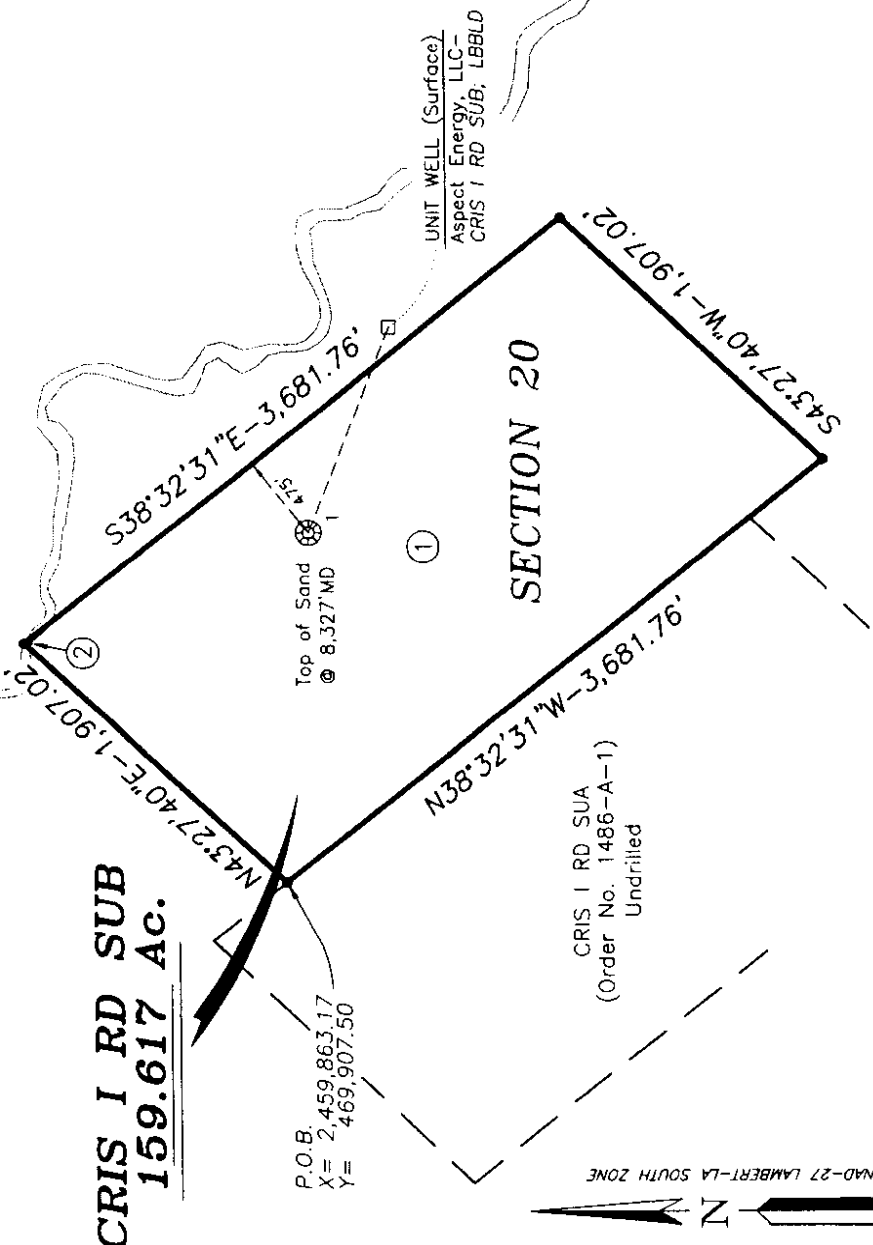 CRIS I RD SUB
159.617 Ac.
UNIT WELL (Surface)
Aspect Energy, LLC-
CRIS I RD SUB; LBBLD
N43°27'40"E-1,907.02'
S38°32'31"E-3,681.76'
S43°27'40"W-1,907.02'
N38°32'31"W-3,681.76'
2
475'
Top of Sand
@ 8,327'MD
1
1
SECTION 20
P.O.B.
X= 2,459,863.17
Y= 469,907.50
CRIS I RD SUA
(Order No. 1486-A-1)
Undrilled
N
NAD-27 LAMBERT-LA SOUTH ZONE